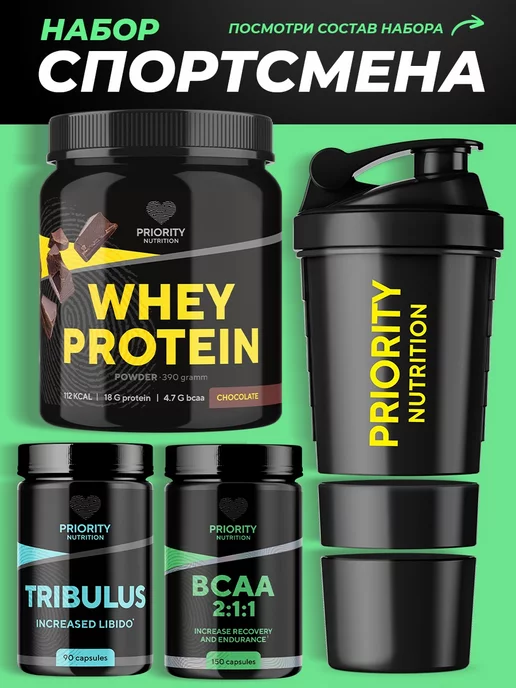 НАБОР
ПОСМОТРИ СОСТАВ НАБОРА
СПОРТСМЕНА
PRIORITY
NUTRITION
WHEY
PROTEIN
POWDER · 390 gramm
112 KCAL | 18 G protein | 4.7 G bcaa
CHOCOLATE
PRIORITY
NUTRITION
PRIORITY
NUTRITION
TRIBULUS
INCREASED LIBIDO*
90 capsules
PRIORITY
NUTRITION
BCAA
2:1:1
INCREASE RECOVERY
AND ENDURANCE*
150 capsules